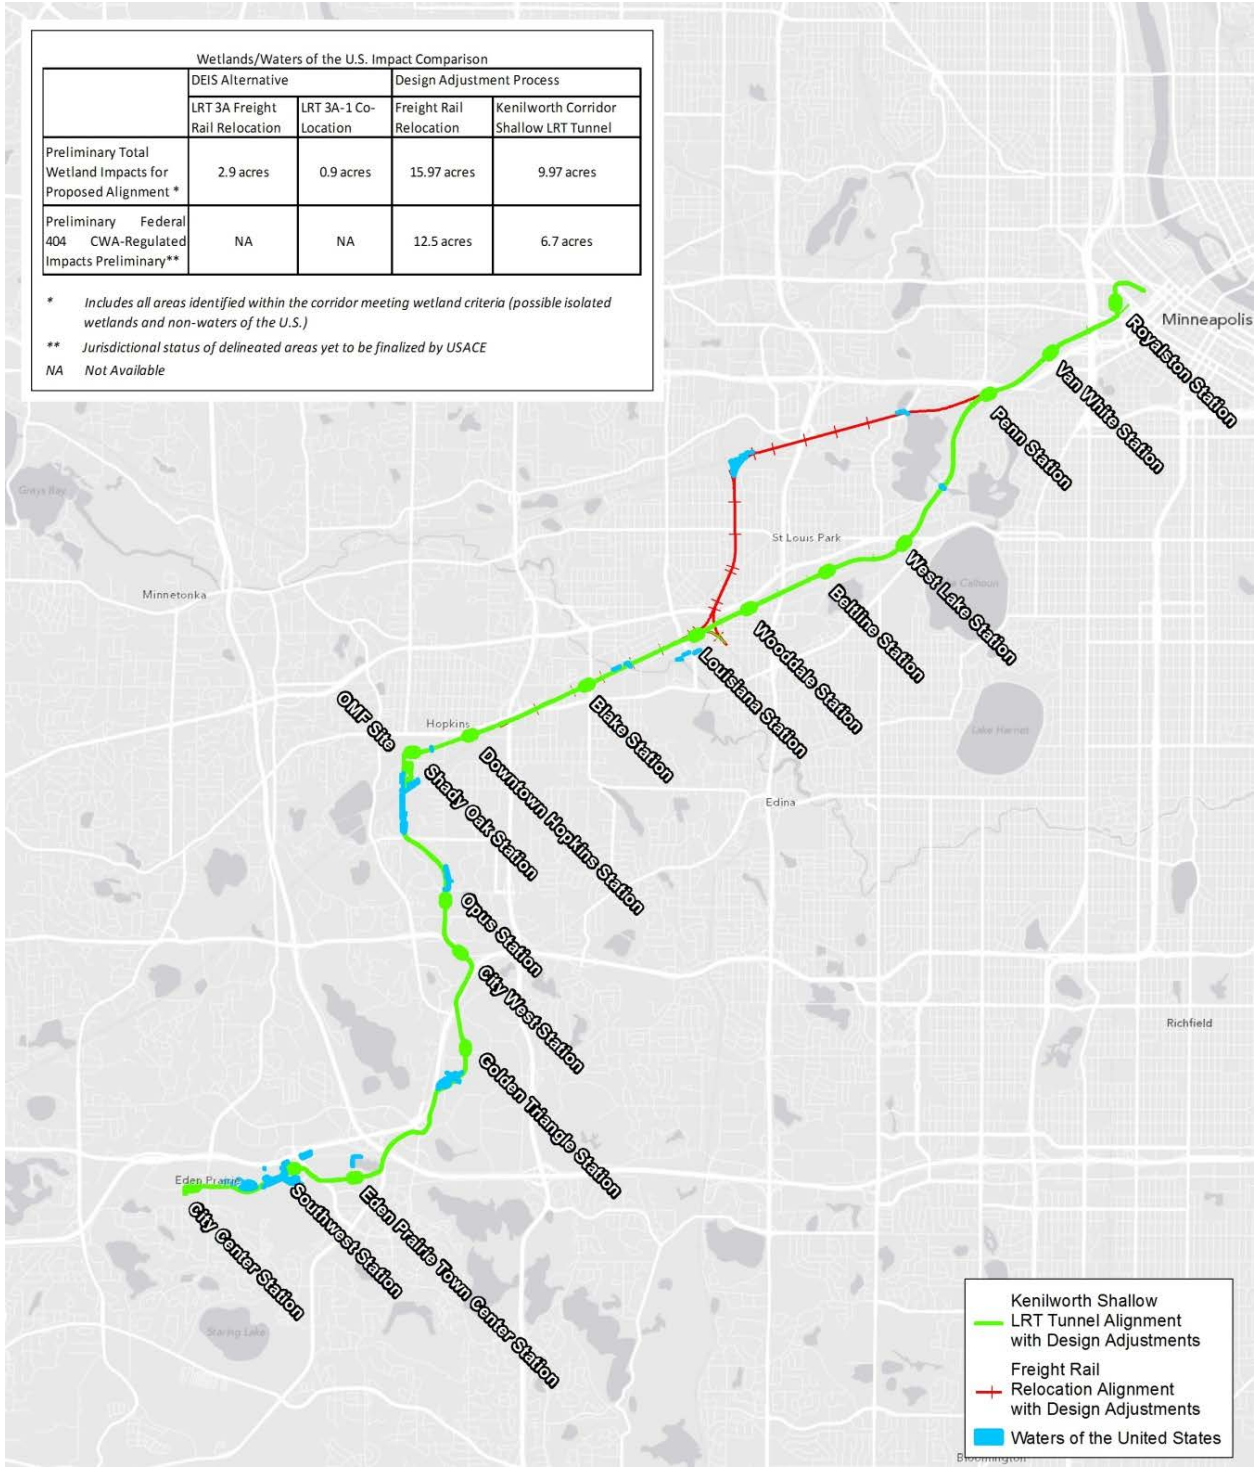 Wetlands/Waters of the U.S. Impact Comparison
DEIS Alternative
Design Adjustment Process
LRT 3A Freight
Rail Relocation
LRT 3A-1 Co-
Location
Freight Rail
Relocation
Kenilworth Corridor
Shallow LRT Tunnel
Preliminary Total
Wetland Impacts for
Proposed Alignment *
2.9 acres
0.9 acres
15.97 acres
9.97 acres
Preliminary Federal
404 CWA-Regulated
Impacts Preliminary**
NA
NA
12.5 acres
6.7 acres
* Includes all areas identified within the corridor meeting wetland criteria (possible isolated
wetlands and non-waters of the U.S.)
** Jurisdictional status of delineated areas yet to be finalized by USACE
NA Not Available
Minneapolis
Royalston Station
Van White Station
Penn Station
Grays Bay
St Louis Park
West Lake Station
Calhoun
Minnetonka
Beltline Station
Wooddale Station
Louisiana Station
Blake Station
Lake Harriet
Hopkins
OMF Site
Downtown Hopkins Station
Shady Oak Station
Edina
Opus Station
City West Station
Richfield
Golden Triangle Station
Eden Prairie
Eden Prairie Town Center Station
Southwest Station
City Center Station
Staring Lake
Kenilworth Shallow
LRT Tunnel Alignment
with Design Adjustments
Freight Rail
Relocation Alignment
with Design Adjustments
Waters of the United States